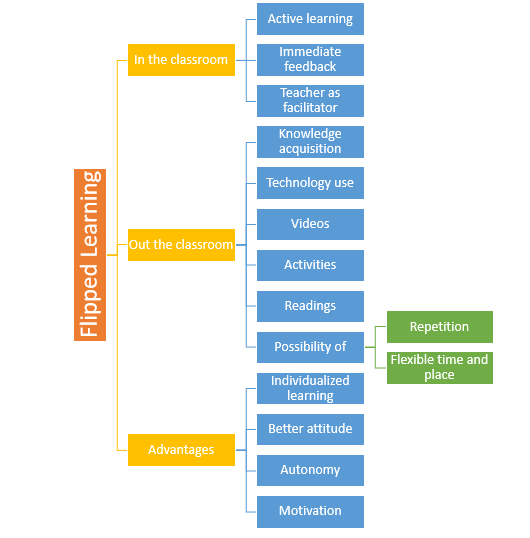 Flipped Learning
In the classroom
Active learning
Immediate
feedback
Teacher as
facilitator
Out the classroom
Knowledge
acquisition
Technology use
Videos
Activities
Readings
Possibility of
Repetition
Flexible time and
place
Advantages
Individualized
learning
Better attitude
Autonomy
Motivation